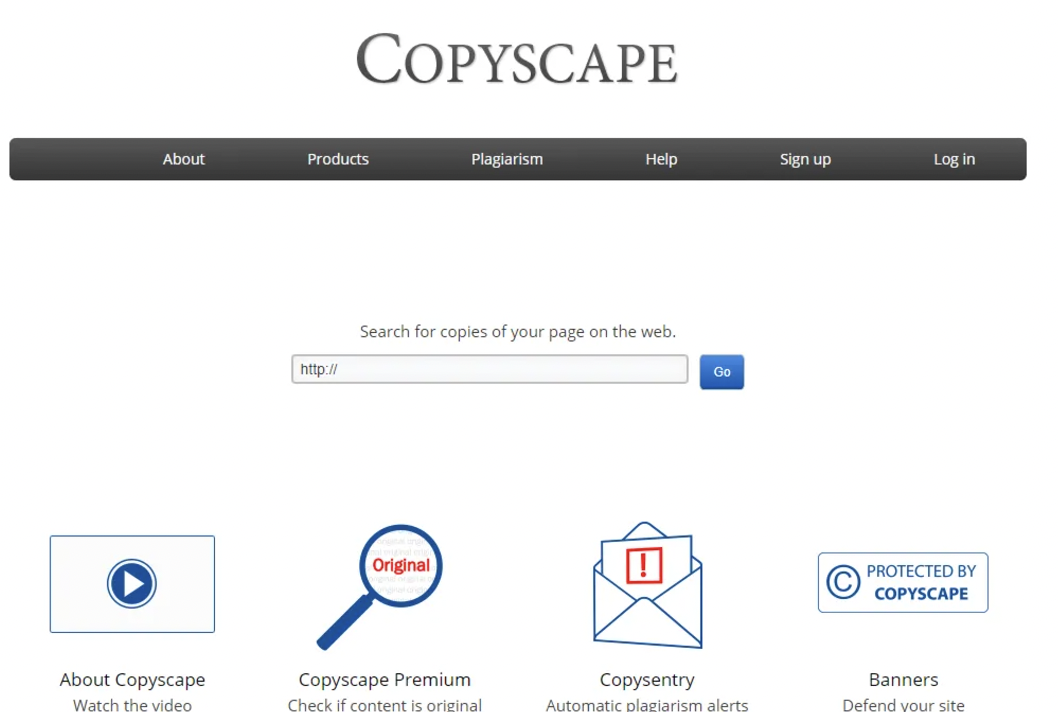 COPYSCAPE
About Products Plagiarism Help Sign up Log in
Search for copies of your page on the web.
http:// Go
Original
!
© PROTECTED BY
COPYSCAPE
About Copyscape Copyscape Premium Copysentry Banners
Watch the video Check if content is original Automatic plagiarism alerts Defend your site